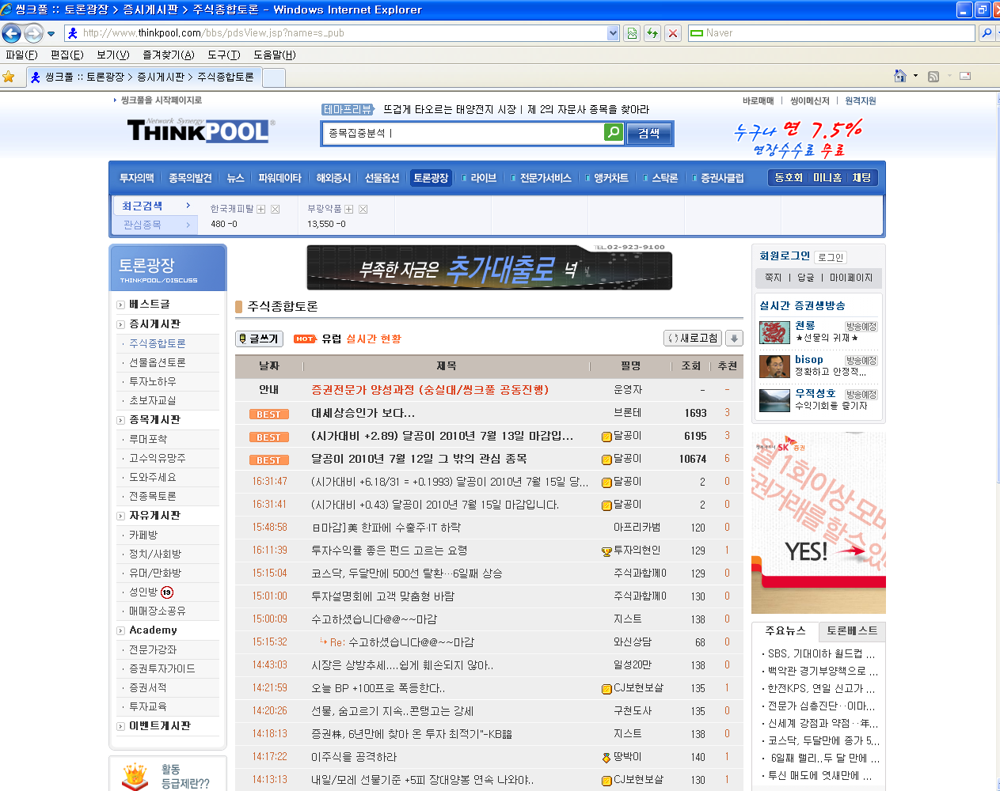 씽크풀 :: 토론광장 > 증시게시판 > 주식종합토론 - Windows Internet Explorer
http://www.thinkpool.com/bbs/pdsView.jsp?name=s_pub
Naver
파일(F) 편집(E) 보기(V) 즐겨찾기(A) 도구(T) 도움말(H)
씽크풀 :: 토론광장 > 증시게시판 > 주식종합토론
씽크풀을 시작페이지로
테마프리뷰 뜨겁게 타오르는 태양전지 시장 | 제 2의 자문사 종목을 찾아라
바로매매 | 씽이메신저 | 원격지원
Network Synergy
THINKPOOL
종목집중분석 |
검색
누구나 연 7.5%
연장수수료 무료
투자의맥 종목의발견 뉴스 파워데이타 해외증시 선물옵션 토론광장 라이브 전문가서비스 앵커차트 스탁론 증권사클럽 동호회 미니홈 채팅
최근검색 >
관심종목 >
한국캐피탈
480 -0
부광약품
13,550 -0
토론광장
THINKPOOL/DISCUSS
베스트글
증시게시판
· 주식종합토론
· 선물옵션토론
· 투자노하우
· 초보자교실
종목게시판
· 루머포착
· 고수익유망주
· 도와주세요
· 전종목토론
자유게시판
· 카페방
· 정치/사회방
· 유머/만화방
· 성인방 19
· 매매장소공유
Academy
· 전문가강좌
· 증권투자가이드
· 증권서적
· 투자교육
이벤트게시판
활동
등급제란??
TEL.02-923-9100
부족한 자금은 추가대출로 넉
주식종합토론
글쓰기 HOT 유럽 실시간 현황
새로고침
날짜 제목 필명 조회 추천
안내 증권전문가 양성과정 (숭실대/씽크풀 공동진행) 운영자 - -
BEST 대세상승인가 보다... 브론테 1693 3
BEST (시가대비 +2.89) 달공이 2010년 7월 13일 마감입... 달공이 6195 3
BEST 달공이 2010년 7월 12일 그 밖의 관심 종목 달공이 10674 6
16:31:47 (시가대비 +6.18/31 = +0.1993) 달공이 2010년 7월 15일 당... 달공이 2 0
16:31:41 (시가대비 +0.43) 달공이 2010년 7월 15일 마감입니다. 달공이 2 0
15:48:58 日마감]美 한파에 수출주·IT 하락 아프리카범 120 0
16:11:39 투자수익률 좋은 펀드 고르는 요령 투자의현인 129 1
15:15:04 코스닥, 두달만에 500선 탈환…6일째 상승 주식과함께0 129 0
15:01:00 투자설명회에 고객 맞춤형 바람 주식과함께0 130 0
15:00:09 수고하셨습니다@@~~마감 지스트 138 0
15:15:32 Re: 수고하셨습니다@@~~마감 와신상담 68 0
14:43:03 시장은 상방추세....쉽게 훼손되지 않아.. 일성20만 138 0
14:21:59 오늘 BP +100프로 폭등한다.. CJ보현보살 135 1
14:20:26 선물, 숨고르기 지속..콘탱고는 강세 구천도사 135 0
14:18:13 증권株, 6년만에 찾아 온 투자 최적기"-KB證 지스트 138 0
14:17:22 이주식을 공격하라 땅박이 140 1
14:13:13 내일/모레 선물기준 +5피 장대양봉 연속 나와야.. CJ보현보살 130 1
회원로그인 로그인
쪽지 | 답글 | 마이페이지
실시간 증권생방송
천룡 방송예정
★선물의 귀재★
bisop 방송예정
정확하고 안정적...
우적성호 방송예정
수익기회를 즐기자
SK 증권
월 1회이상 모바
증권거래를 할수있
YES!
주요뉴스 토론베스트
· SBS, 기대이하 월드컵 ...
· 백악관 경기부양책으로 ...
· 한전KPS, 연일 신고가 ...
· 전문가 심층진단‥이마...
· 신세계 강점과 약점‥年...
· 코스닥, 두달만에 종가 5...
· 6일째 랠리..두 달 만에 ...
· 투신 매도에 엿새만에 ...